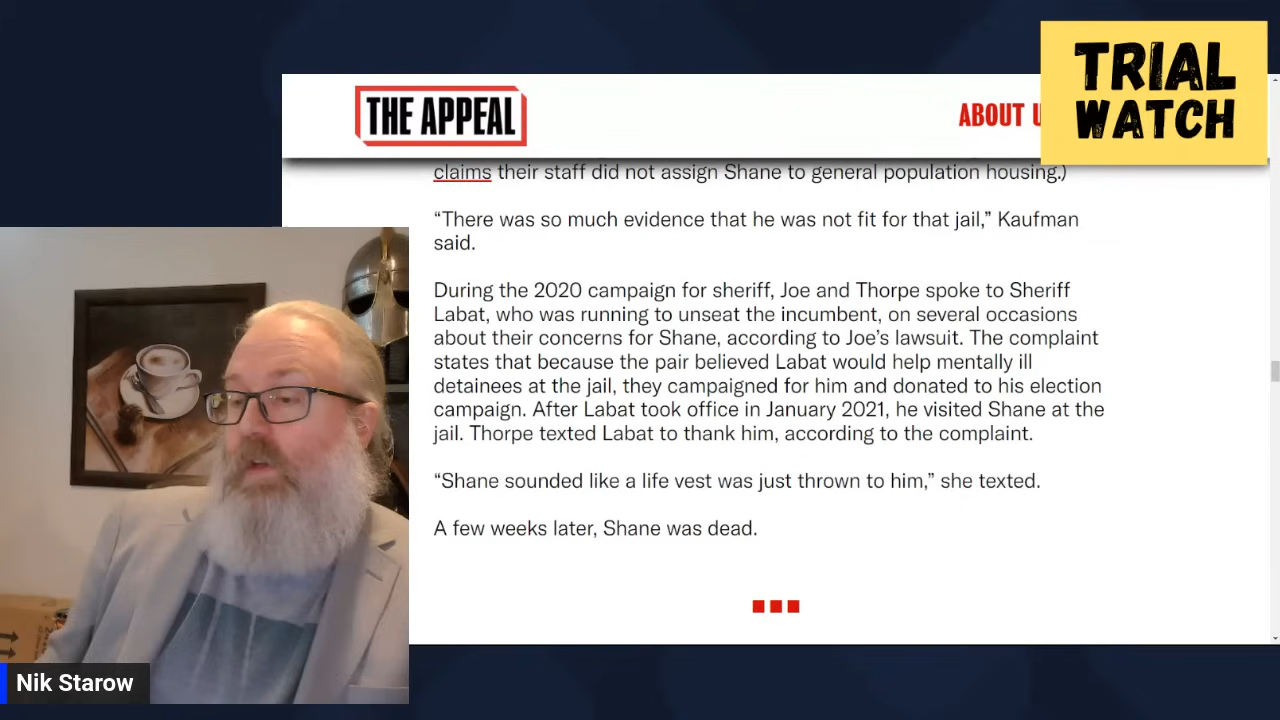 TRIAL
WATCH
THE APPEAL
ABOUT U
claims their staff did not assign Shane to general population housing.)
“There was so much evidence that he was not fit for that jail,” Kaufman
said.
During the 2020 campaign for sheriff, Joe and Thorpe spoke to Sheriff
Labat, who was running to unseat the incumbent, on several occasions
about their concerns for Shane, according to Joe’s lawsuit. The complaint
states that because the pair believed Labat would help mentally ill
detainees at the jail, they campaigned for him and donated to his election
campaign. After Labat took office in January 2021, he visited Shane at the
jail. Thorpe texted Labat to thank him, according to the complaint.
“Shane sounded like a life vest was just thrown to him,” she texted.
A few weeks later, Shane was dead.
Nik Starow